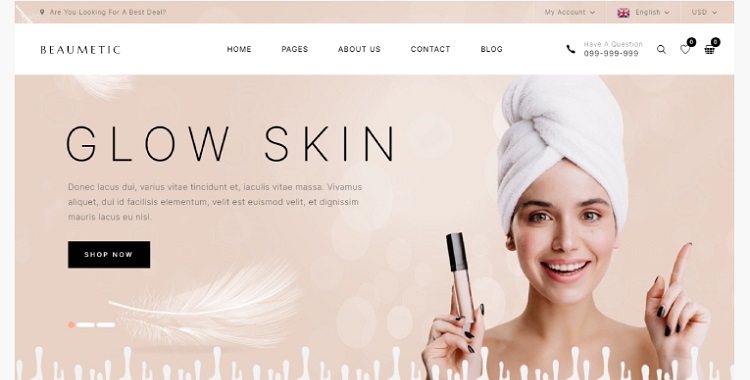 Are You Looking For A Best Deal?
My Account
English
USD
BEAUMETIC
HOME
PAGES
ABOUT US
CONTACT
BLOG
Have A Question
099-999-999
0
0
GLOW SKIN
Donec lacus dui, varius vitae tincidunt et, iaculis vitae massa. Vivamus
aliquet, dui id facilisis elementum, velit est euismod velit, et dignissim
mauris lacus eu nisi.
SHOP NOW